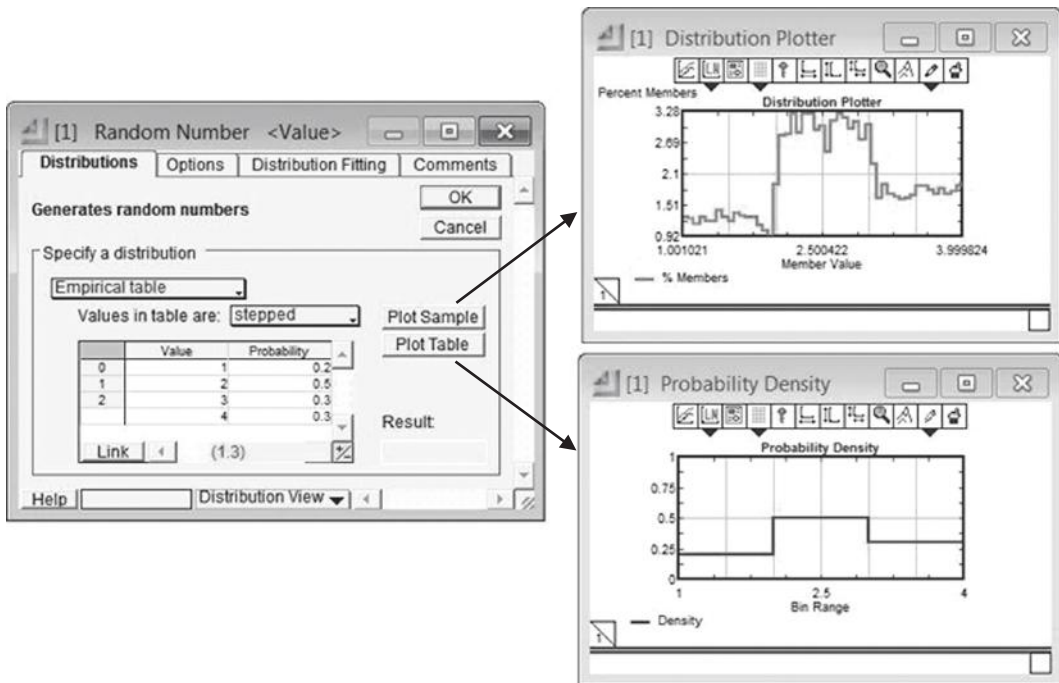 [1] Random Number <Value>
Distributions
Options
Distribution Fitting
Comments
Generates random numbers
OK
Cancel
Specify a distribution
Empirical table
Values in table are:
stepped
Plot Sample
Plot Table
Value Probability
0 1 0.2
1 2 0.5
2 3 0.3
4 0.3
Result:
Link
(1.3)
Help
Distribution View
[1] Distribution Plotter
Percent Members
Distribution Plotter
3.28
2.69
2.1
1.51
0.92
1.001021 2.500422 3.999824
Member Value
% Members
1
[1] Probability Density
Probability Density
1
0.75
0.5
0.25
0
1 2.5 4
Bin Range
Density
1